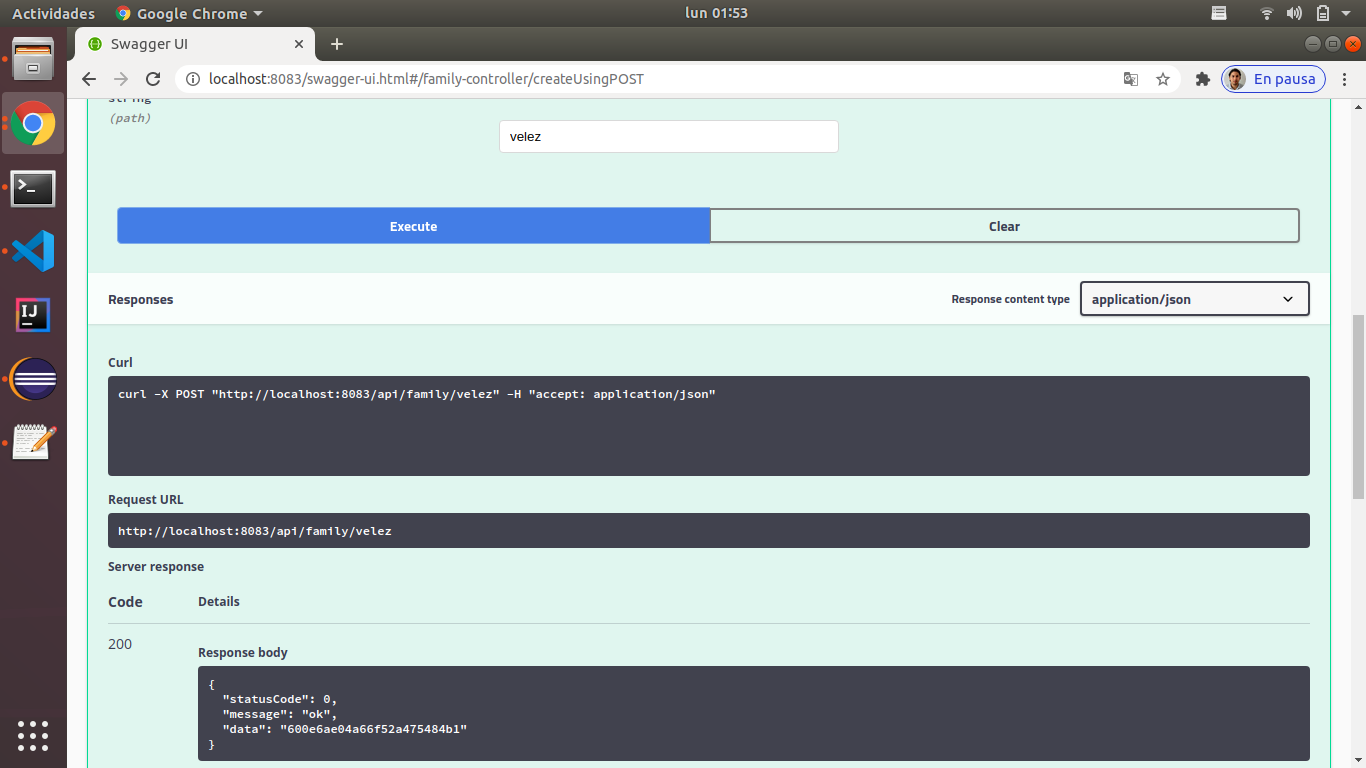 Actividades
Google Chrome
lun 01:53
Swagger UI
localhost:8083/swagger-ui.html#/family-controller/createUsingPOST
En pausa
string
(path)
velez
Execute
Clear
Responses
Response content type
application/json
Curl
curl -X POST "http://localhost:8083/api/family/velez" -H "accept: application/json"
Request URL
http://localhost:8083/api/family/velez
Server response
Code
Details
200
Response body
{
"statusCode": 0,
"message": "ok",
"data": "600e6ae04a66f52a475484b1"
}
IJ